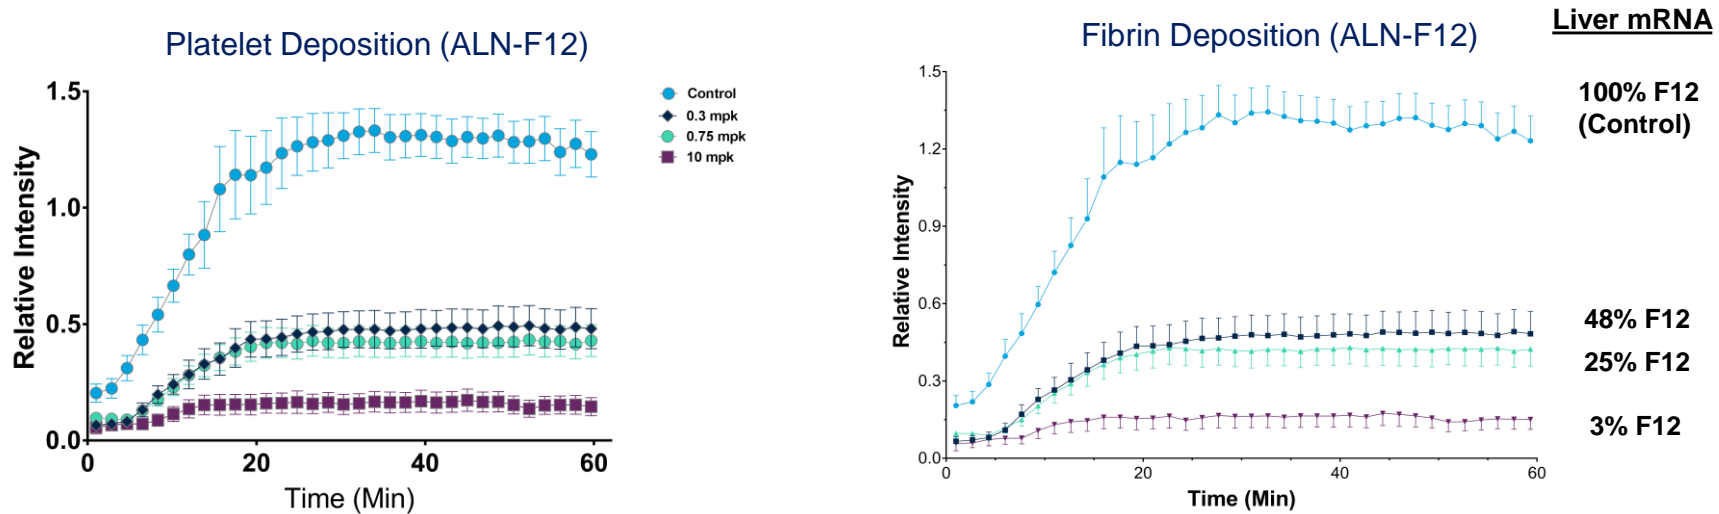 Platelet Deposition (ALN-F12)
1.5
1.0
0.5
0.0
Relative Intensity
0
20
40
60
Time (Min)
Control
0.3 mpk
0.75 mpk
10 mpk
Fibrin Deposition (ALN-F12)
1.5
1.2
0.9
0.6
0.3
0.0
Relative Intensity
0
20
40
60
Time (Min)
Liver mRNA
100% F12
(Control)
48% F12
25% F12
3% F12